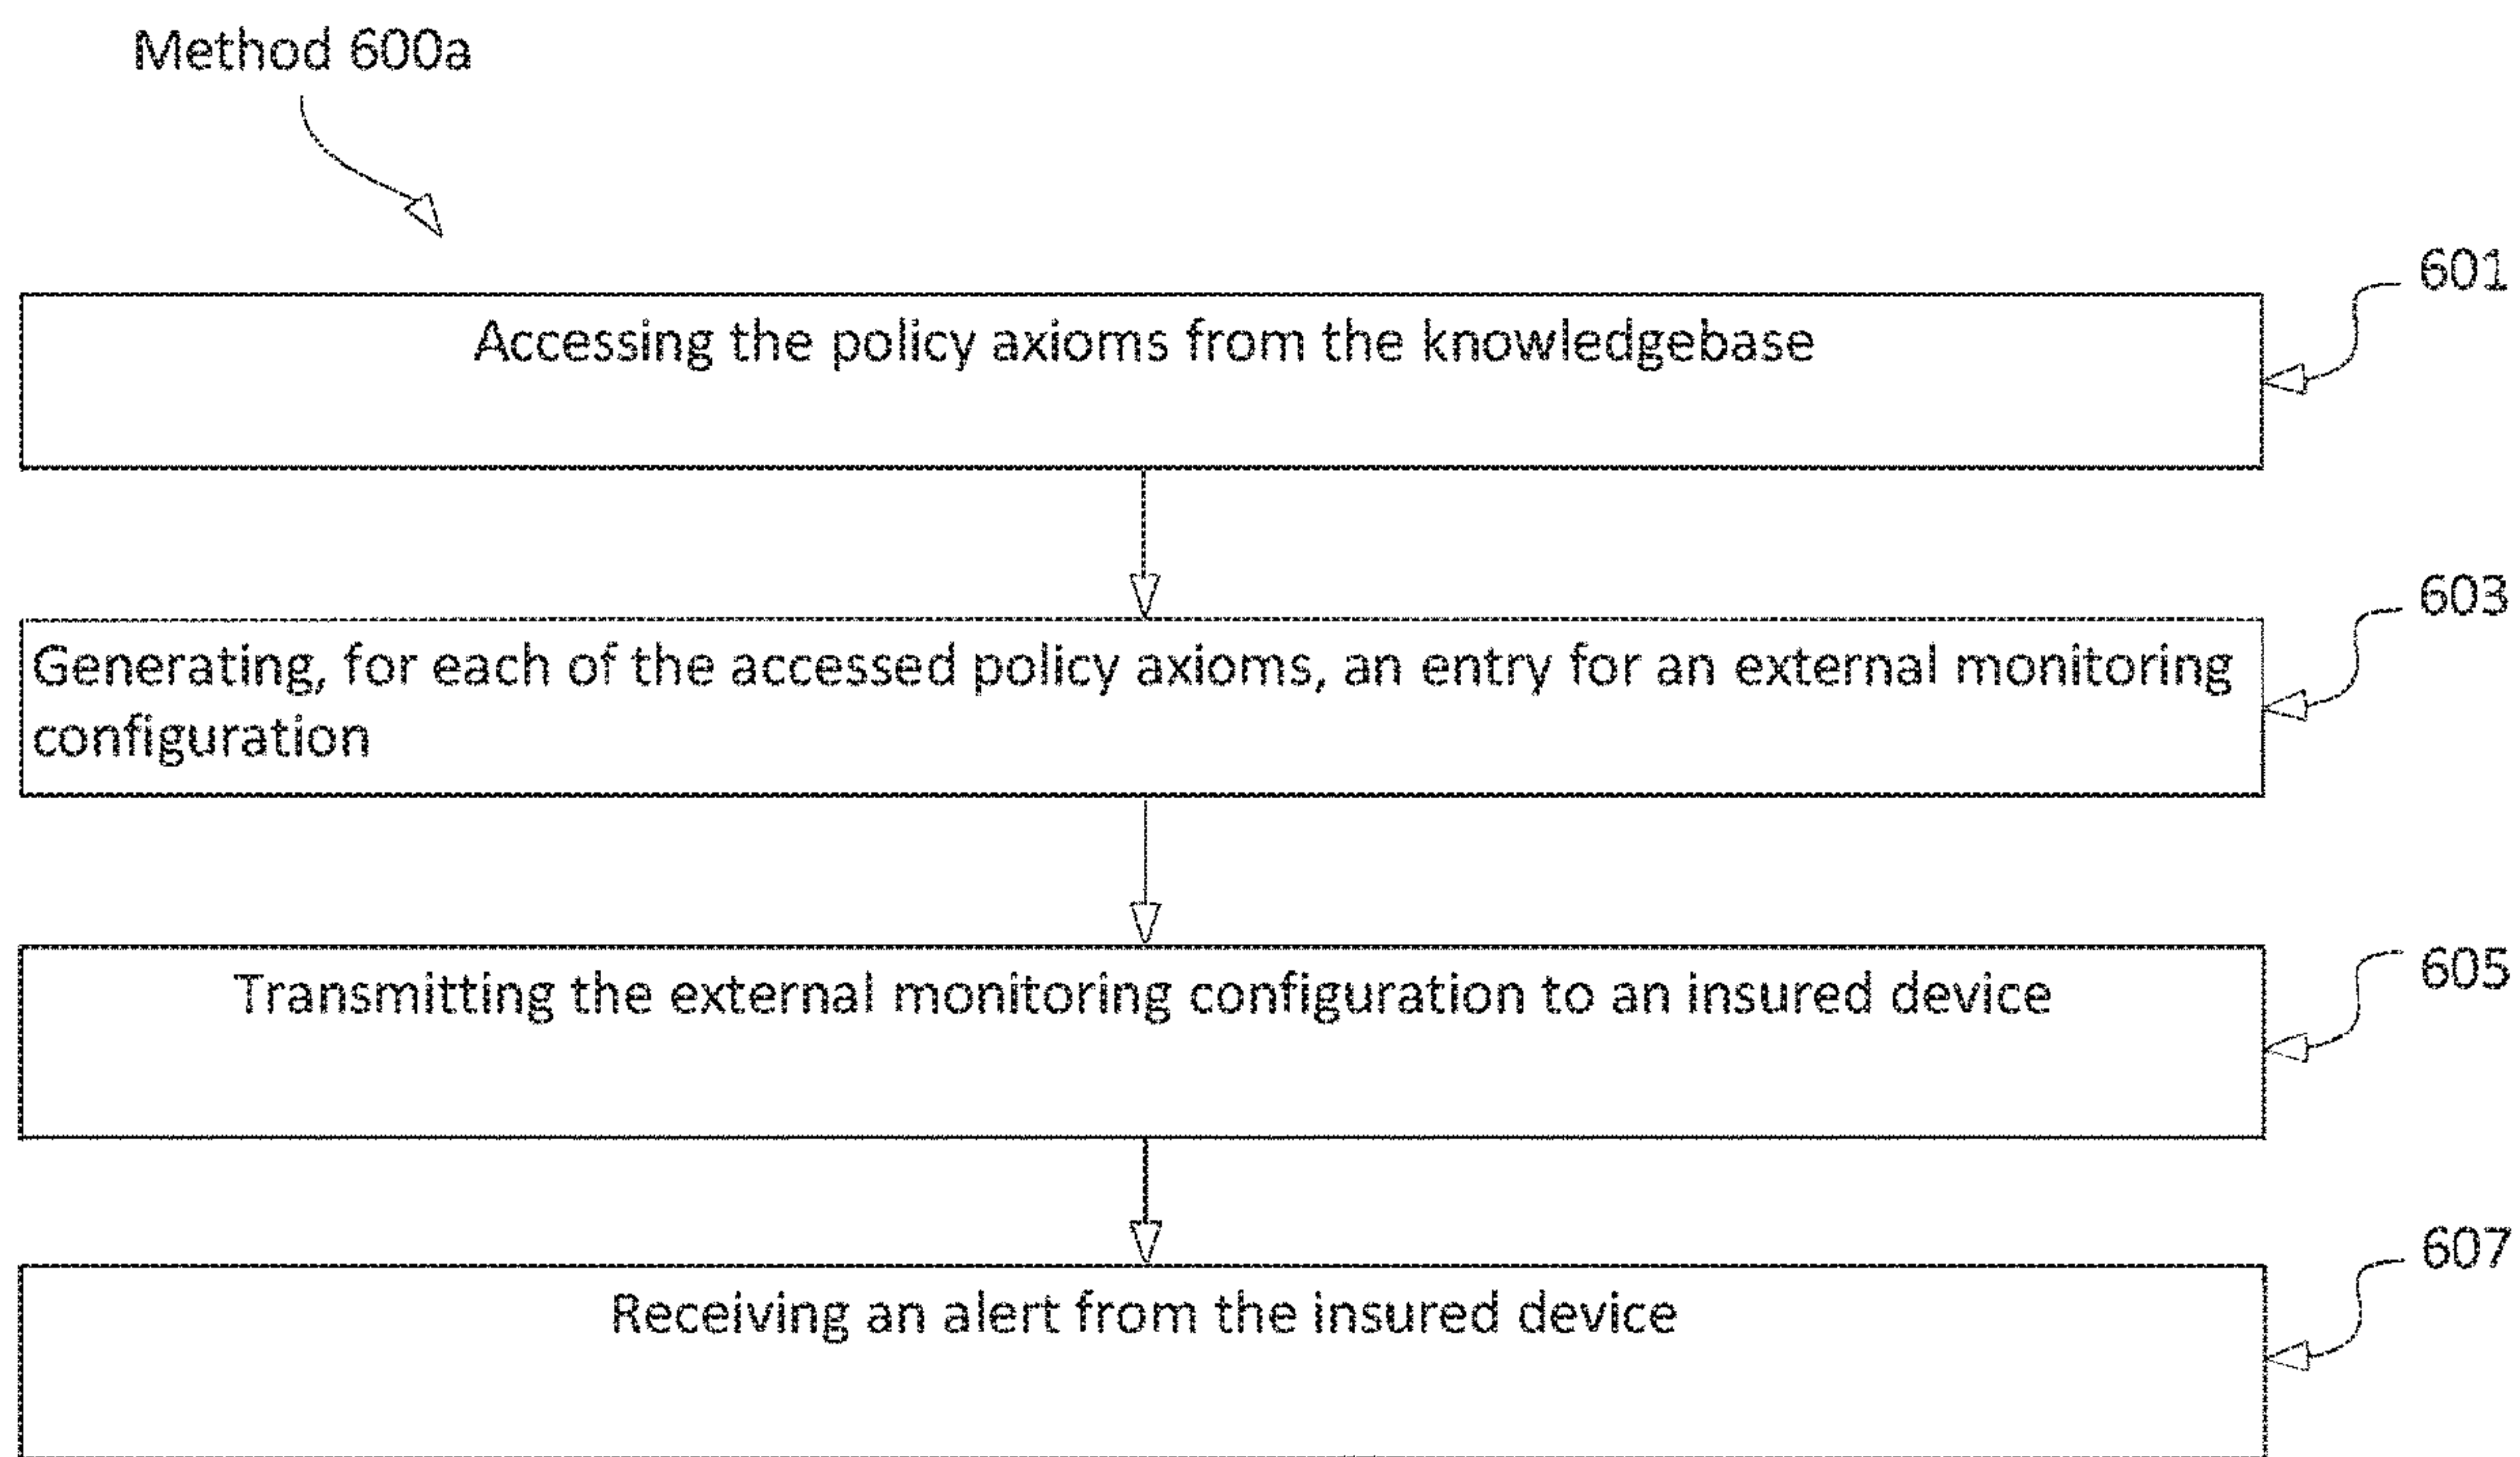 Method 600a
601
Accessing the policy axioms from the knowledgebase
603
Generating, for each of the accessed policy axioms, an entry for an external monitoring
configuration
605
Transmitting the external monitoring configuration to an insured device
607
Receiving an alert from the insured device